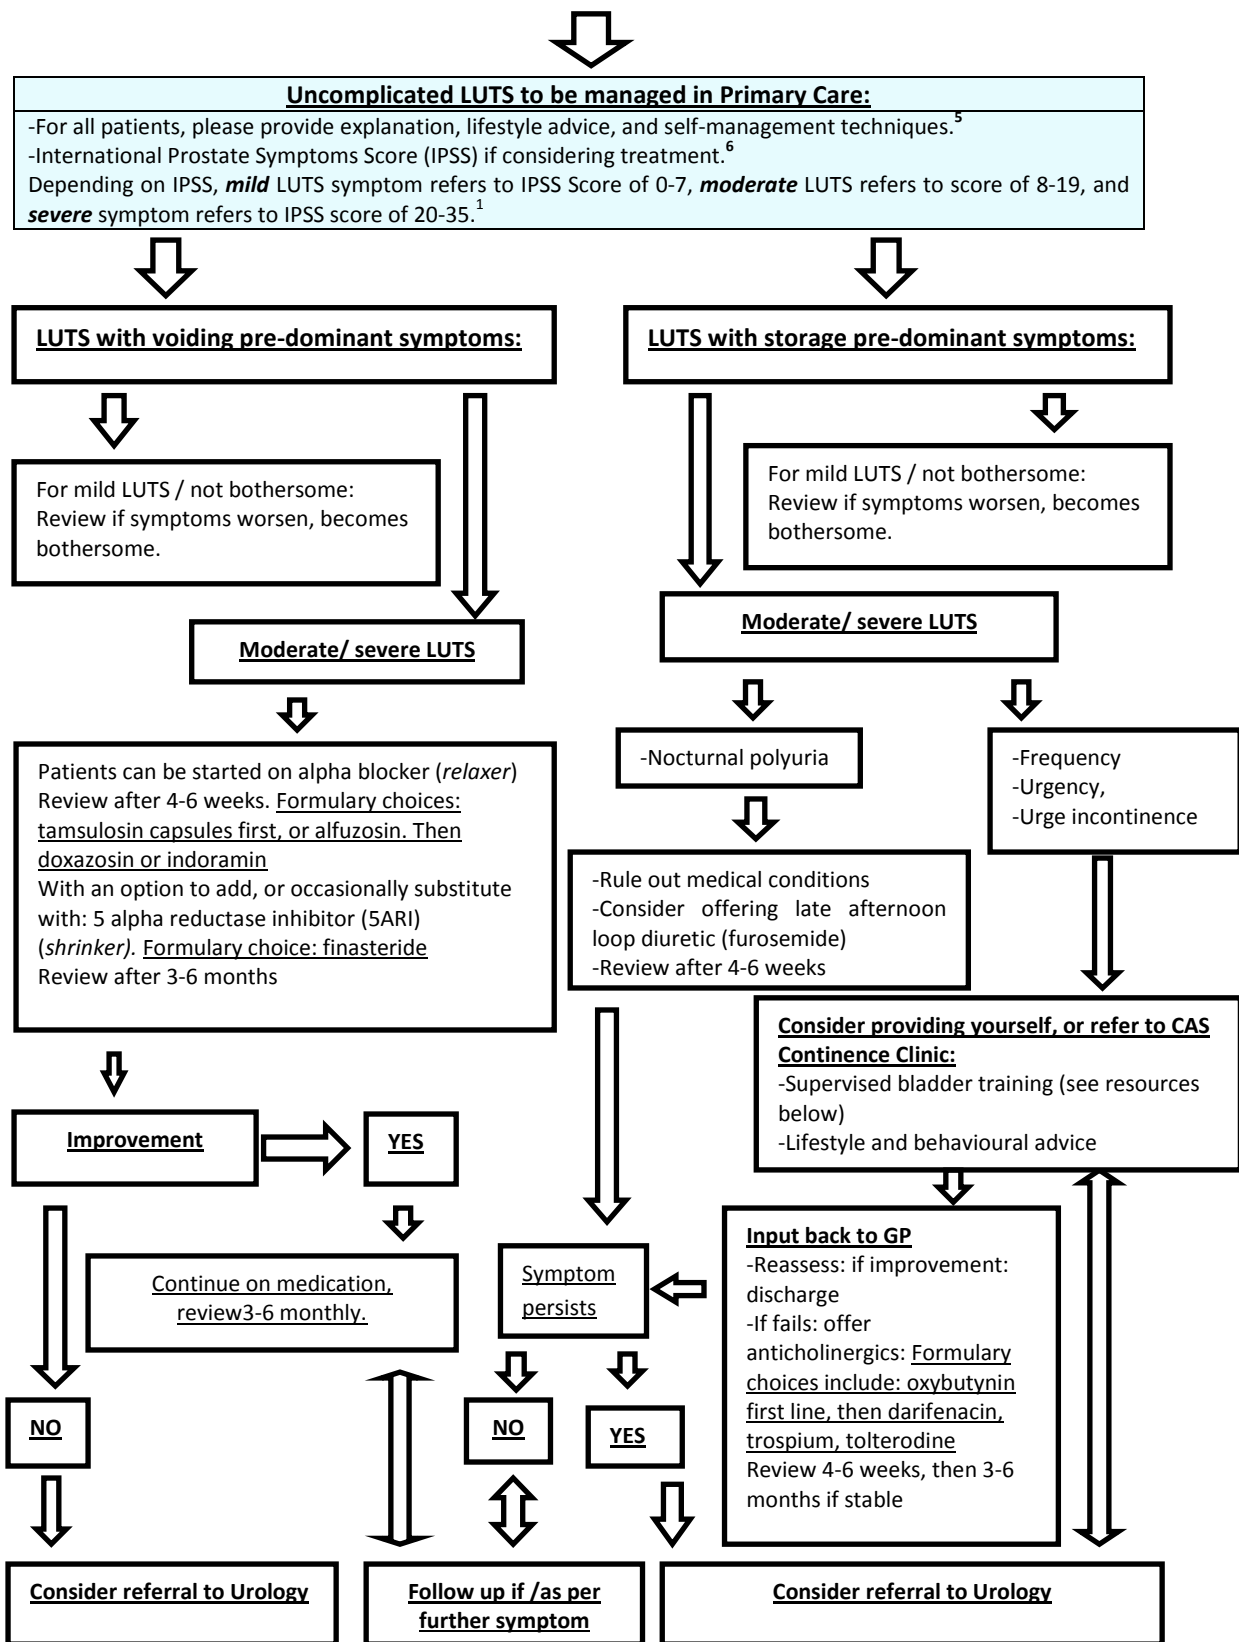 Uncomplicated LUTS to be managed in Primary Care:
-For all patients, please provide explanation, lifestyle advice, and self-management techniques.5
-International Prostate Symptoms Score (IPSS) if considering treatment.6
Depending on IPSS, mild LUTS symptom refers to IPSS Score of 0-7, moderate LUTS refers to score of 8-19, and
severe symptom refers to IPSS score of 20-35.1
LUTS with voiding pre-dominant symptoms:
LUTS with storage pre-dominant symptoms:
For mild LUTS / not bothersome:
Review if symptoms worsen, becomes
bothersome.
For mild LUTS / not bothersome:
Review if symptoms worsen, becomes
bothersome.
Moderate/ severe LUTS
Moderate/ severe LUTS
Patients can be started on alpha blocker (relaxer)
Review after 4-6 weeks. Formulary choices:
tamsulosin capsules first, or alfuzosin. Then
doxazosin or indoramin
With an option to add, or occasionally substitute
with: 5 alpha reductase inhibitor (5ARI)
(shrinker). Formulary choice: finasteride
Review after 3-6 months
-Nocturnal polyuria
-Frequency
-Urgency,
-Urge incontinence
-Rule out medical conditions
-Consider offering late afternoon
loop diuretic (furosemide)
-Review after 4-6 weeks
Consider providing yourself, or refer to CAS
Continence Clinic:
-Supervised bladder training (see resources
below)
-Lifestyle and behavioural advice
Improvement
YES
Continue on medication,
review3-6 monthly.
Symptom
persists
Input back to GP
-Reassess: if improvement:
discharge
-If fails: offer
anticholinergics: Formulary
choices include: oxybutynin
first line, then darifenacin,
trospium, tolterodine
Review 4-6 weeks, then 3-6
months if stable
NO
NO
YES
Consider referral to Urology
Follow up if /as per
further symptom
Consider referral to Urology